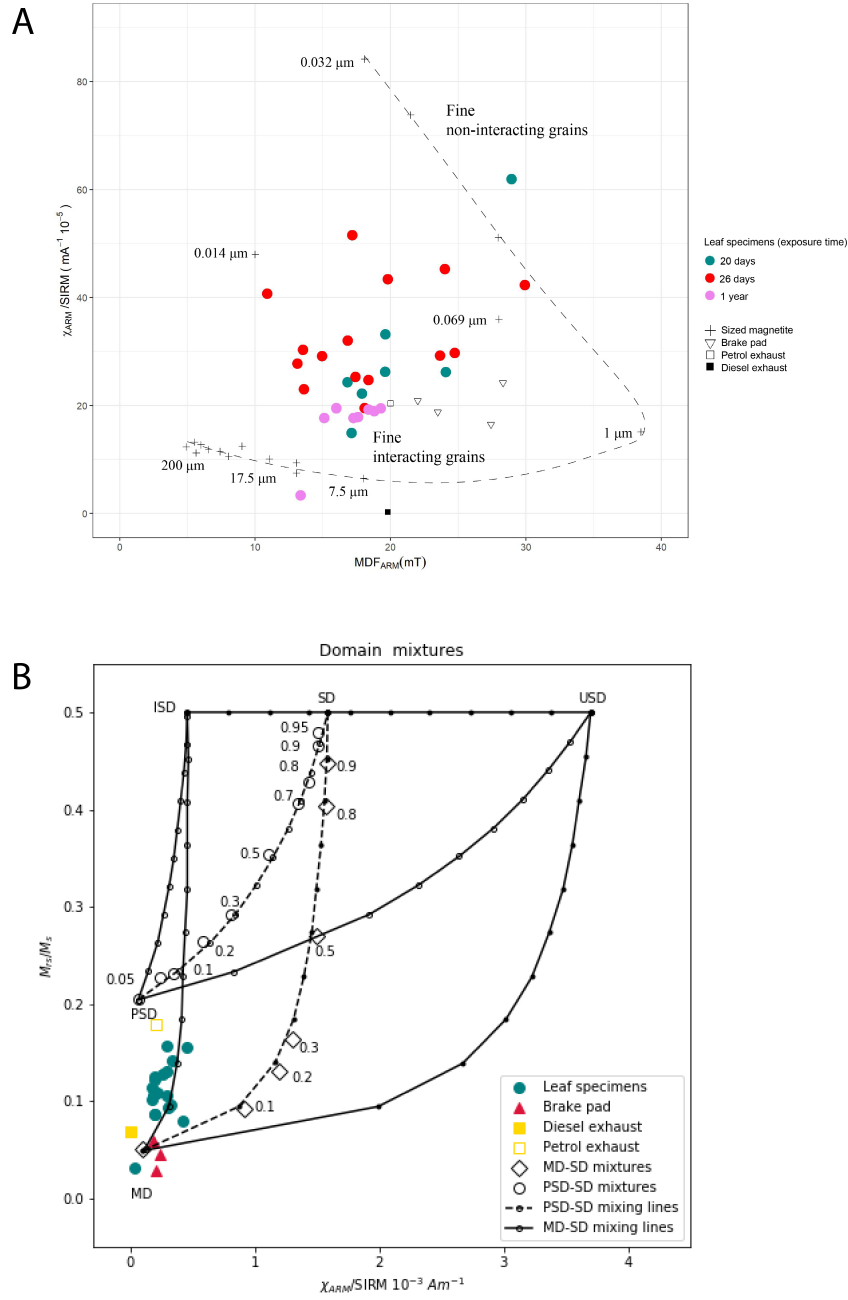 A
0.032 μm
Fine
non-interacting grains
0.014 μm
0.069 μm
1 μm
Fine
interacting grains
200 μm
17.5 μm
7.5 μm
80
60
40
20
0
χARM /SIRM ( mA⁻¹ 10⁻⁵ )
0
10
20
30
40
MDFARM(mT)
Leaf specimens (exposure time)
20 days
26 days
1 year
Sized magnetite
Brake pad
Petrol exhaust
Diesel exhaust
B
Domain mixtures
ISD
SD
USD
0.95
0.9
0.8
0.9
0.7
0.8
0.5
0.3
0.2
0.5
0.1
0.05
PSD
0.3
0.2
0.1
MD
0.5
0.4
0.3
0.2
0.1
0.0
Mrs/Ms
0
1
2
3
4
χARM/SIRM 10⁻³ Am⁻¹
Leaf specimens
Brake pad
Diesel exhaust
Petrol exhaust
MD-SD mixtures
PSD-SD mixtures
PSD-SD mixing lines
MD-SD mixing lines